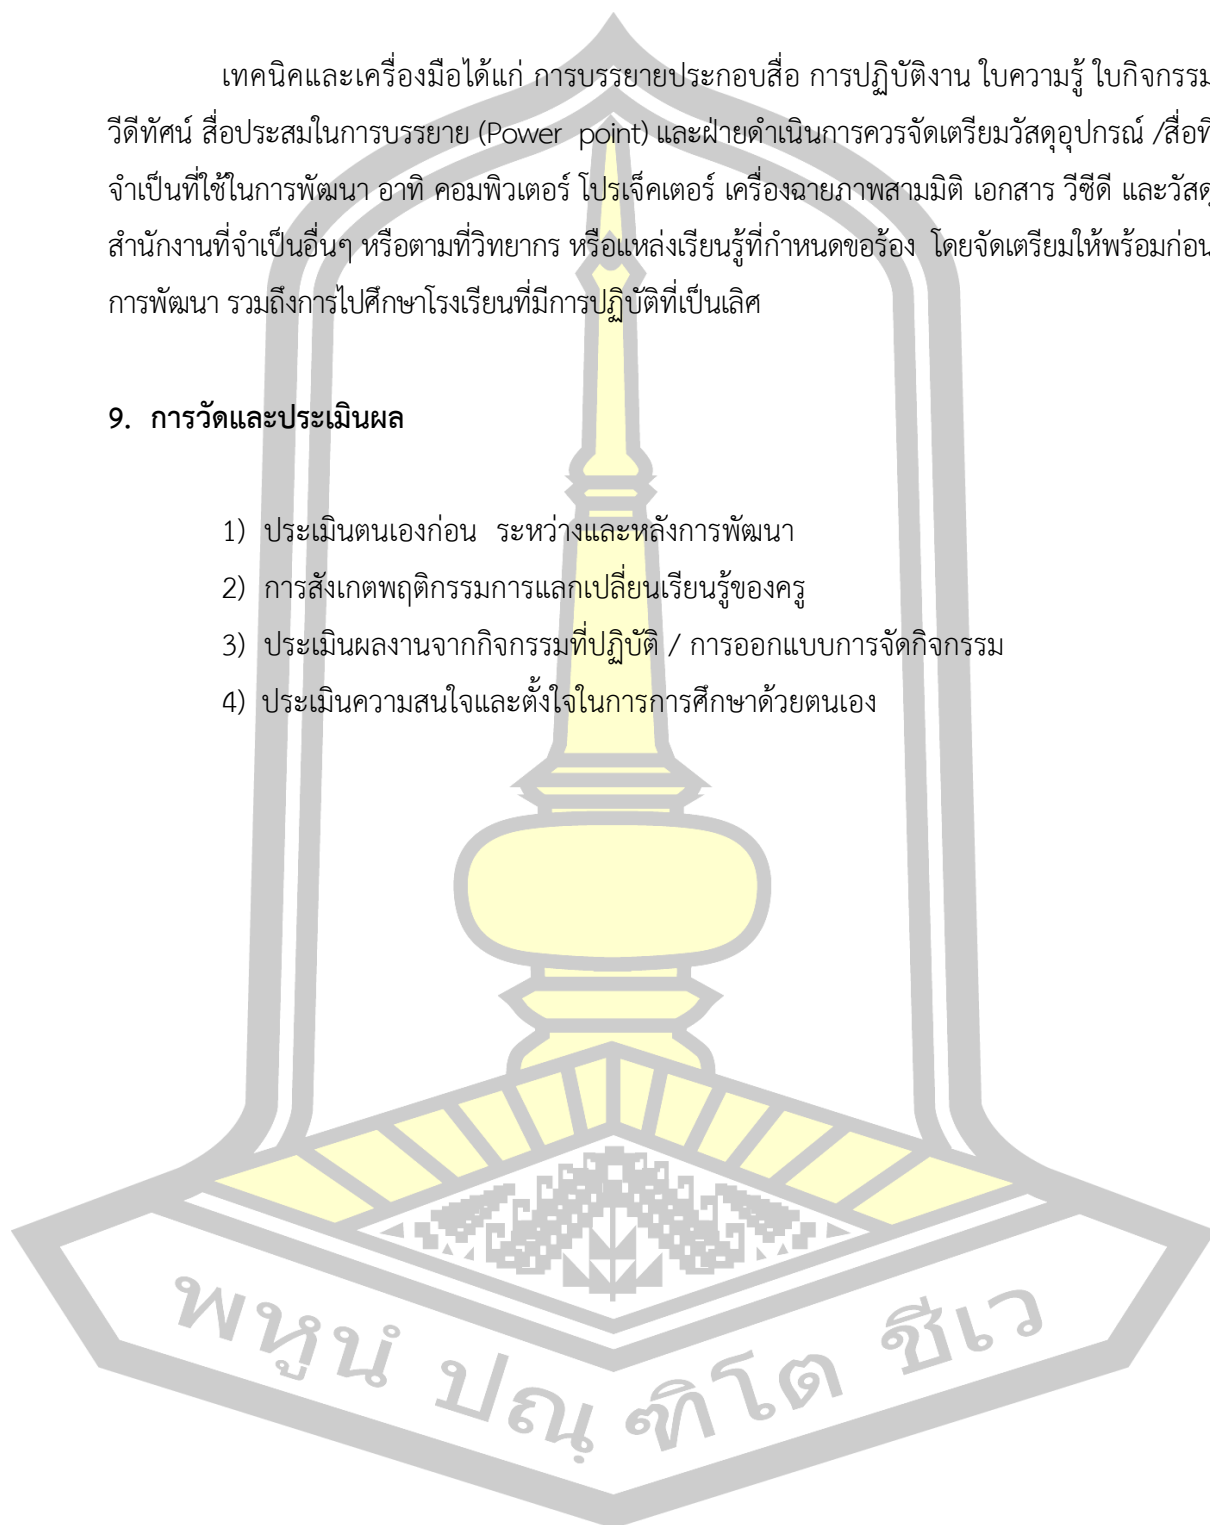 เทคนิคและเครื่องมือได้แก่ การบรรยายประกอบสื่อ การปฏิบัติงาน ใบความรู้ ใบกิจกรรม
วีดีทัศน์ สื่อประสมในการบรรยาย (Power point) และฝ่ายดำเนินการควรจัดเตรียมวัสดุอุปกรณ์ /สื่อที่
จำเป็นที่ใช้ในการพัฒนา อาทิ คอมพิวเตอร์ โปรเจ็คเตอร์ เครื่องฉายภาพสามมิติ เอกสาร วีซีดี และวัสดุ
สำนักงานที่จำเป็นอื่นๆ หรือตามที่วิทยากร หรือแหล่งเรียนรู้ที่กำหนดขอร้อง โดยจัดเตรียมให้พร้อมก่อน
การพัฒนา รวมถึงการไปศึกษาโรงเรียนที่มีการปฏิบัติที่เป็นเลิศ
9. การวัดและประเมินผล
1) ประเมินตนเองก่อน ระหว่างและหลังการพัฒนา
2) การสังเกตพฤติกรรมการแลกเปลี่ยนเรียนรู้ของครู
3) ประเมินผลงานจากกิจกรรมที่ปฏิบัติ / การออกแบบการจัดกิจกรรม
4) ประเมินความสนใจและตั้งใจในการการศึกษาด้วยตนเอง
พหูนํ ปณฺ ฑิโต ชีเว